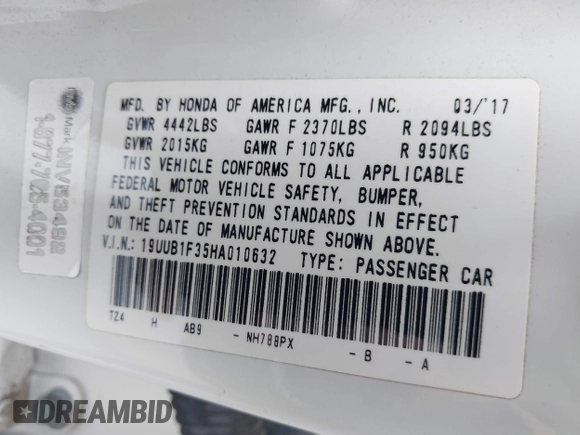 MFD. BY HONDA OF AMERICA MFG., INC. 03/'17
GVWR 4442LBS GAWR F 2370LBS R 2094LBS
GVWR 2015KG GAWR F 1075KG R 950KG
THIS VEHICLE CONFORMS TO ALL APPLICABLE
FEDERAL MOTOR VEHICLE SAFETY, BUMPER,
AND THEFT PREVENTION STANDARDS IN EFFECT
ON DATE OF MANUFACTURE SHOWN ABOVE.
V.I.N.: 19UUB1F35HA010632 TYPE: PASSENGER CAR
TZ4 H AB9 - NH788PX - B - A
Mark
DREAMBID